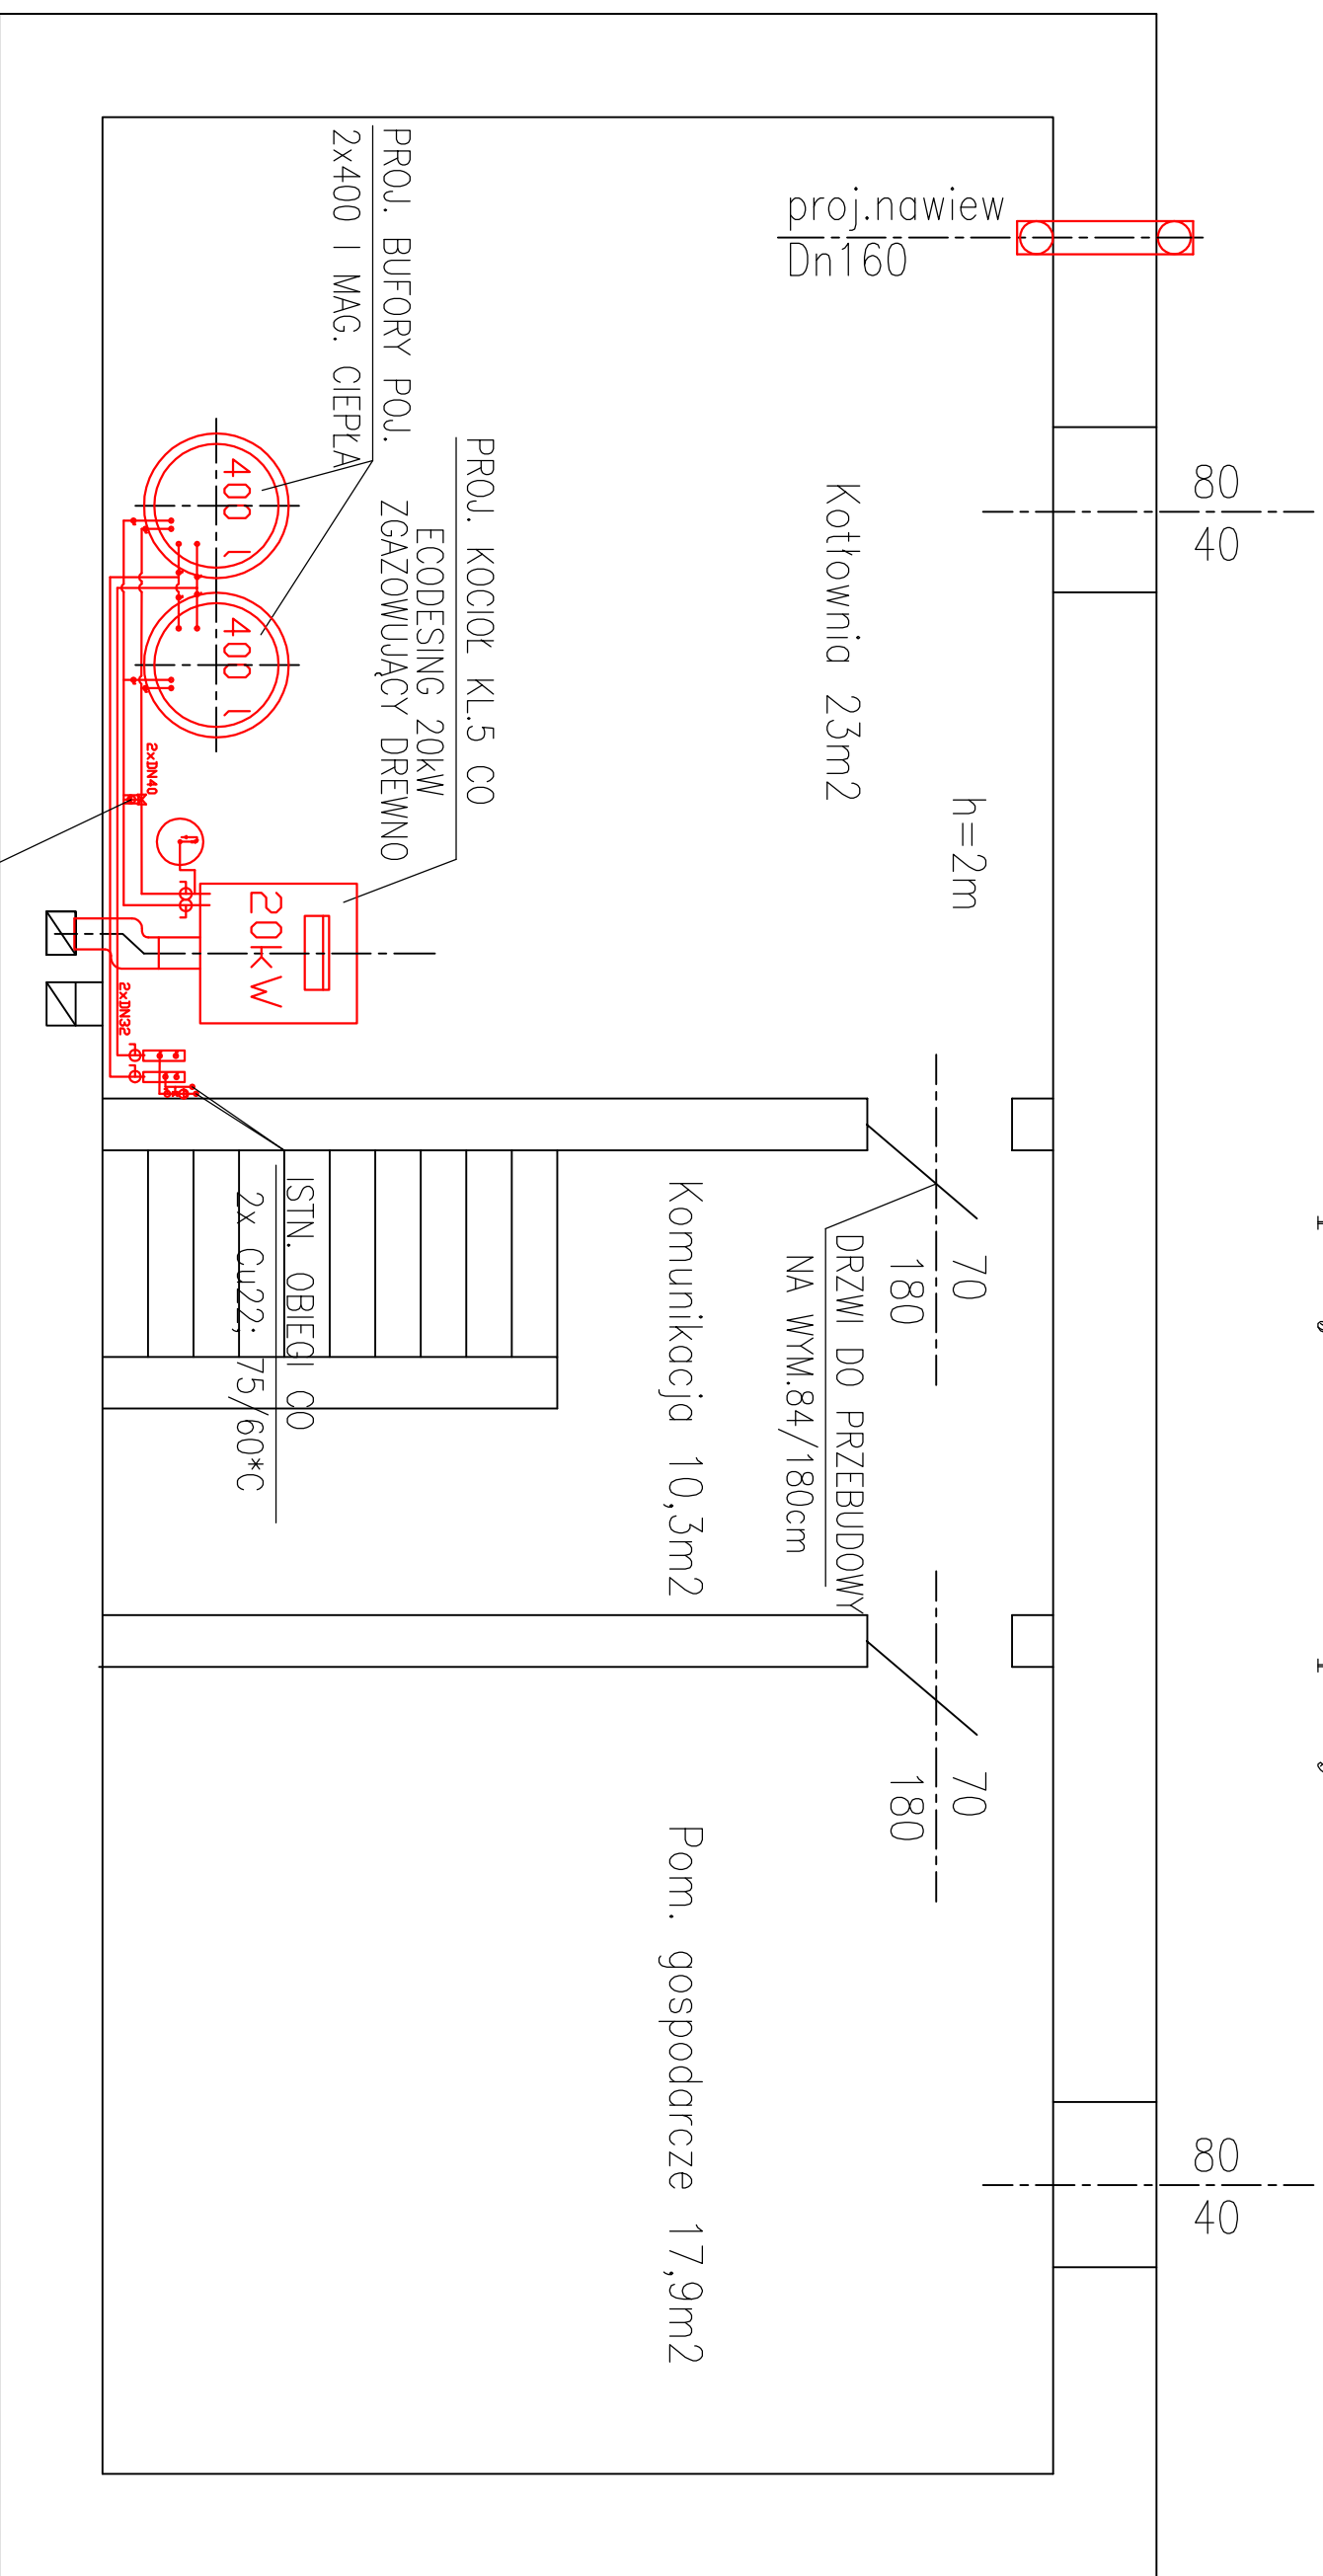 proj.nawiew
Dn160
80
40
PROJ. BUFORY POJ.
2x400 l MAG. CIEPŁA
PROJ. KOCIOŁ KL.5 CO
ECODESING 20kW
ZGAZOWUJĄCY DREWNO
Kotłownia 23m2
h=2m
400 l
400 l
2xDN40
20kW
2xDN32
ISTN. OBIEGI CO
2x Cu22; 75/60*C
Komunikacja 10,3m2
DRZWI DO PRZEBUDOWY
NA WYM.84/180cm
70
180
70
180
Pom. gospodarcze 17,9m2
80
40